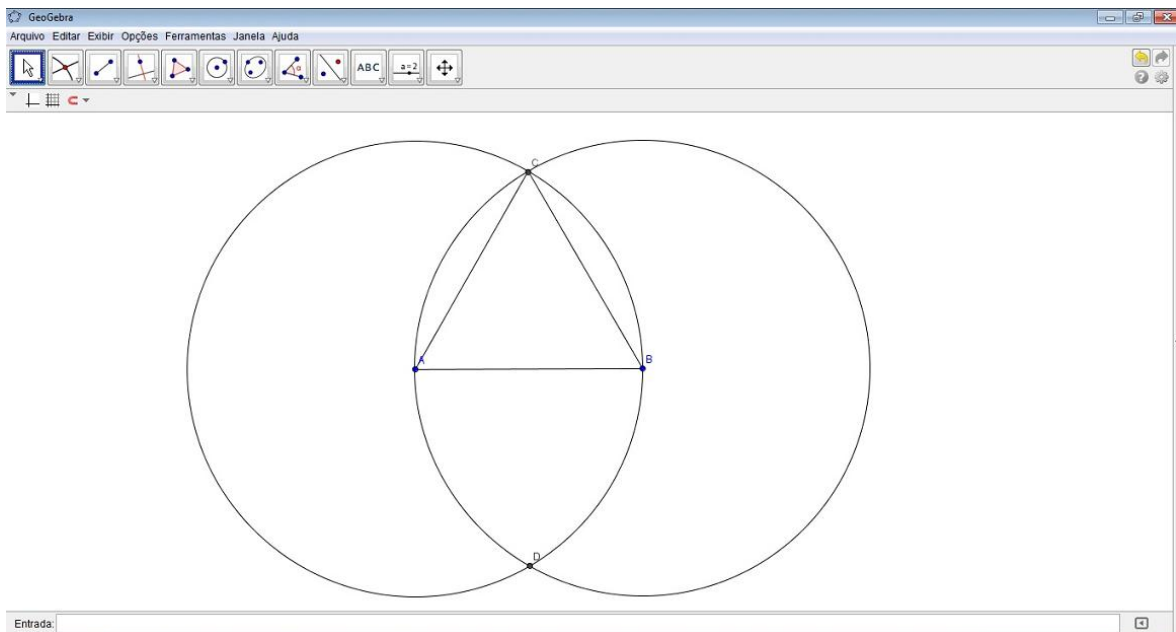 GeoGebra
Arquivo Editar Exibir Opções Ferramentas Janela Ajuda
ABC
a=2
C
A
B
D
Entrada: